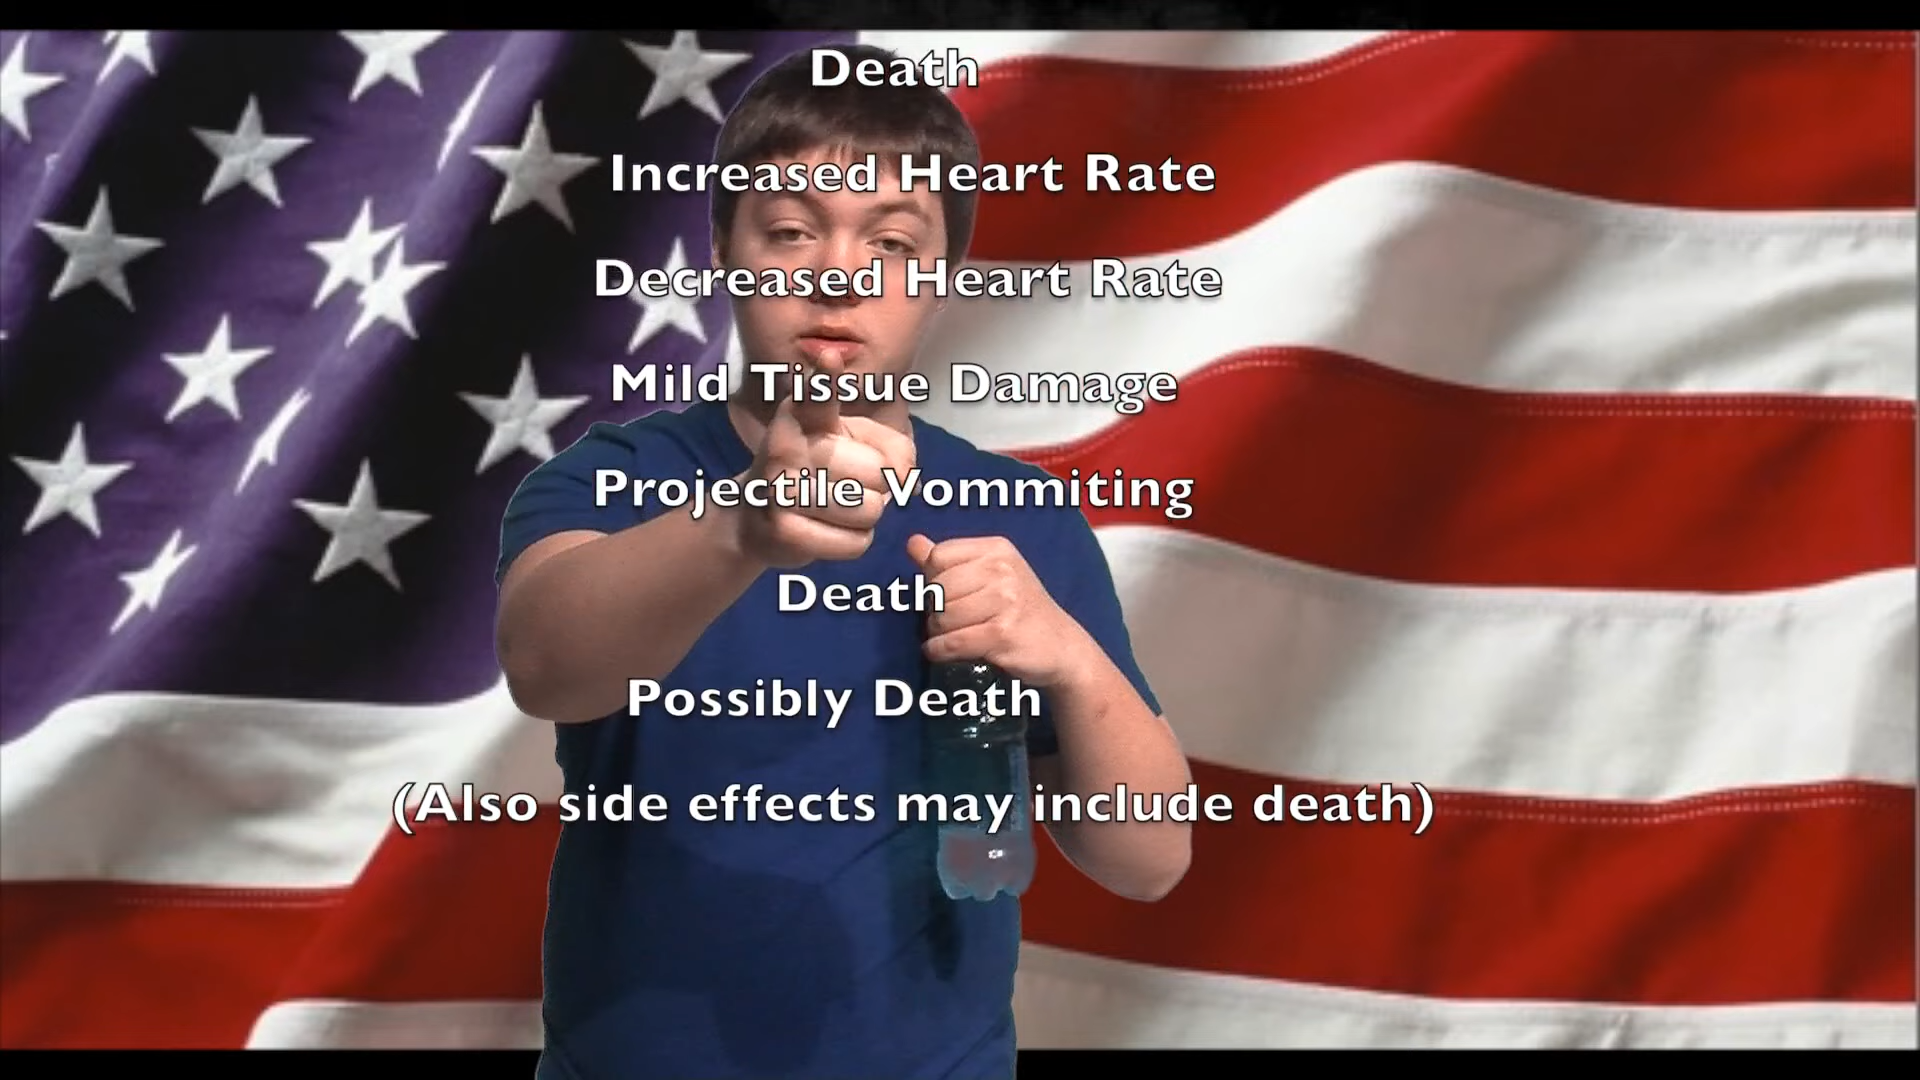 Death
Increased Heart Rate
Decreased Heart Rate
Mild Tissue Damage
Projectile Vommiting
Death
Possibly Death
(Also side effects may include death)